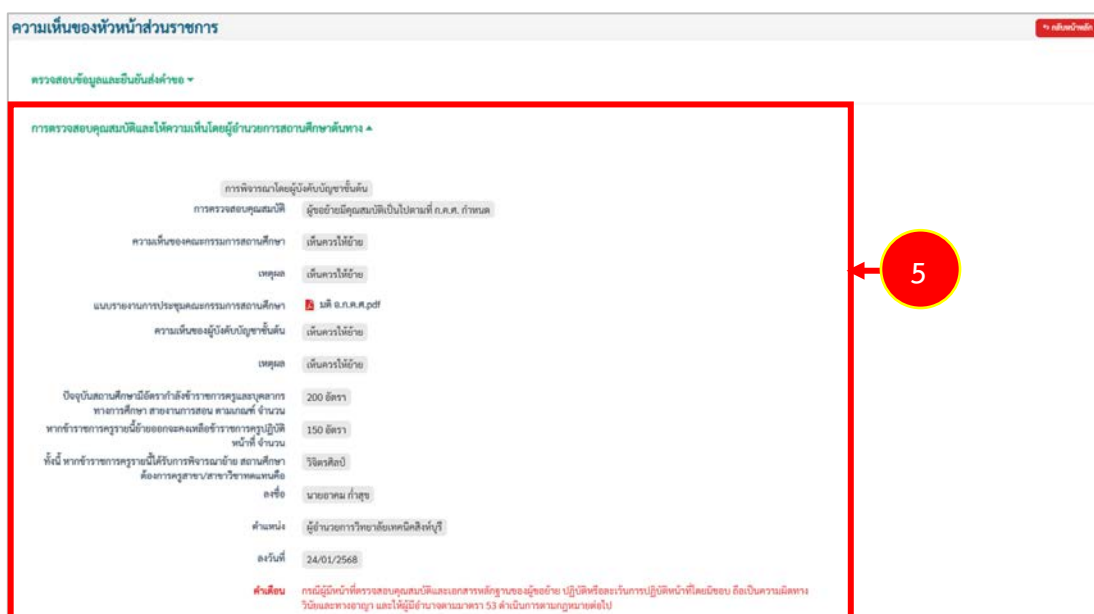 ความเห็นของหัวหน้าส่วนราชการ
กลับหน้าหลัก
ตรวจสอบข้อมูลและยืนยันส่งคำขอ
การตรวจสอบคุณสมบัติและให้ความเห็นโดยผู้อำนวยการสถานศึกษาต้นทาง
การพิจารณาโดยผู้บังคับบัญชาชั้นต้น
การตรวจสอบคุณสมบัติ ผู้ขอย้ายมีคุณสมบัติเป็นไปตามที่ ก.ค.ศ. กำหนด
ความเห็นของคณะกรรมการสถานศึกษา เห็นควรให้ย้าย
เหตุผล เห็นควรให้ย้าย
5
แบบรายงานการประชุมคณะกรรมการสถานศึกษา มติ อ.ก.ค.ศ.pdf
ความเห็นของผู้บังคับบัญชาชั้นต้น เห็นควรให้ย้าย
เหตุผล เห็นควรให้ย้าย
ปัจจุบันสถานศึกษามีอัตรากำลังข้าราชการครูและบุคลากร
ทางการศึกษา สายงานการสอน ตามเกณฑ์ จำนวน 200 อัตรา
หากข้าราชการครูรายนี้ย้ายออกจะคงเหลือข้าราชการครูปฏิบัติ
หน้าที่ จำนวน 150 อัตรา
ทั้งนี้ หากข้าราชการครูรายนี้ได้รับการพิจารณาย้าย สถานศึกษา
ต้องการครูสาขา/สาขาวิชาทดแทนคือ วิจิตรศิลป์
ลงชื่อ นายอาคม ก่ำสุข
ตำแหน่ง ผู้อำนวยการวิทยาลัยเทคนิคสิงห์บุรี
ลงวันที่ 24/01/2568
คำเตือน กรณีผู้มีหน้าที่ตรวจสอบคุณสมบัติและเอกสารหลักฐานของผู้ขอย้าย ปฏิบัติหรือละเว้นการปฏิบัติหน้าที่โดยมิชอบ ถือเป็นความผิดทาง
วินัยและทางอาญา และให้ผู้มีอำนาจตามมาตรา 53 ดำเนินการตามกฎหมายต่อไป